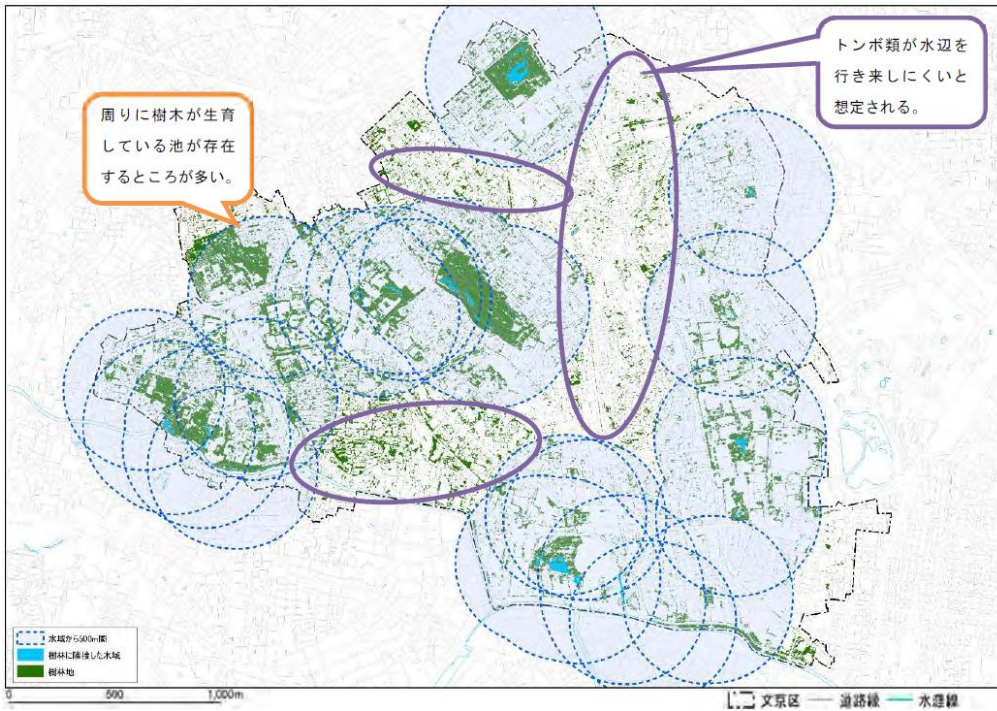 トンボ類が水辺を
行き来しにくいと
想定される。
周りに樹木が生育
している池が存在
するところが多い。
水域から500m圏
樹林に隣接した水域
樹林地
0 500 1,000m
文京区 道路縁 水涯線